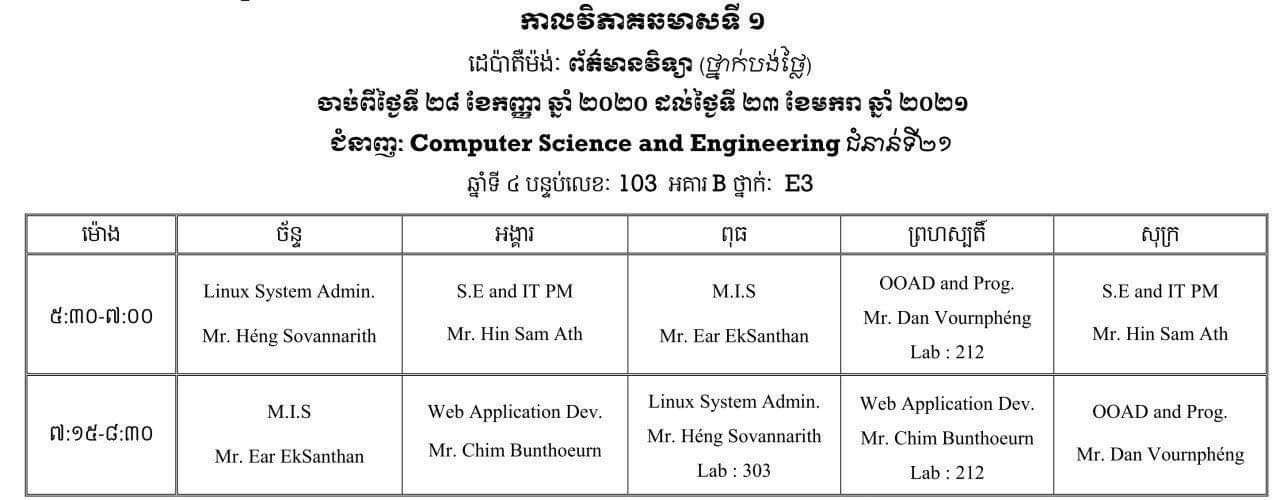 កាលវិភាគឆមាសទី ១
ដេប៉ាតឺម៉ង់ៈ ព័ត៌មានវិទ្យា (ថ្នាក់បង់ថ្លៃ)
ចាប់ពីថ្ងៃទី ២៨ ខែកញ្ញា ឆ្នាំ ២០២០ ដល់ថ្ងៃទី ២៣ ខែមករា ឆ្នាំ ២០២១
ជំនាញៈ Computer Science and Engineering ជំនាន់ទី២១
ឆ្នាំទី ៤ បន្ទប់លេខៈ 103 អគារ B ថ្នាក់ៈ E3
ម៉ោង ច័ន្ទ អង្គារ ពុធ ព្រហស្បតិ៍ សុក្រ
៥:៣០-៧:០០
Linux System Admin.
Mr. Héng Sovannarith
S.E and IT PM
Mr. Hin Sam Ath
M.I.S
Mr. Ear EkSanthan
OOAD and Prog.
Mr. Dan Vournphéng
Lab : 212
S.E and IT PM
Mr. Hin Sam Ath
៧:១៥-៨:៣០
M.I.S
Mr. Ear EkSanthan
Web Application Dev.
Mr. Chim Bunthoeurn
Linux System Admin.
Mr. Héng Sovannarith
Lab : 303
Web Application Dev.
Mr. Chim Bunthoeurn
Lab : 212
OOAD and Prog.
Mr. Dan Vournphéng